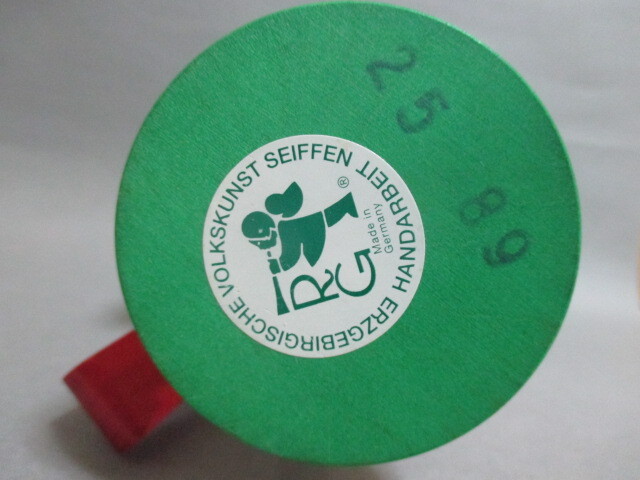 25 89
ERZGEBIRGISCHE VOLKSKUNST SEIFFEN HANDARBEIT
RG
®
Made in
Germany